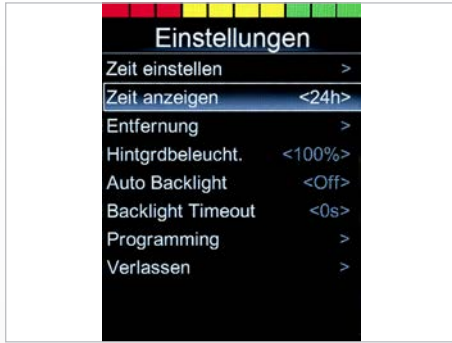 Einstellungen
Zeit einstellen >
Zeit anzeigen <24h>
Entfernung >
Hintgrdbeleucht. <100%>
Auto Backlight <Off>
Backlight Timeout <0s>
Programming >
Verlassen >